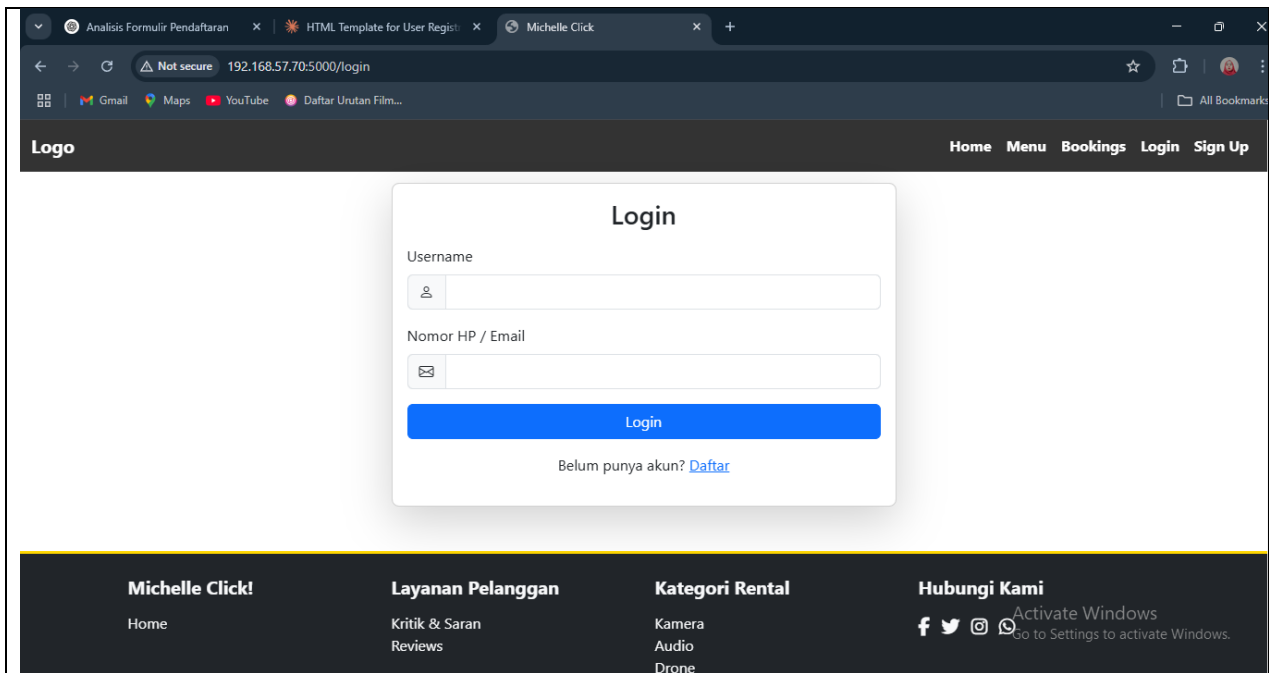 Analisis Formulir Pendaftaran
HTML Template for User Regist
Michelle Click
Not secure 192.168.57.70:5000/login
Gmail Maps YouTube Daftar Urutan Film... All Bookmarks
Logo Home Menu Bookings Login Sign Up
Login
Username
Nomor HP / Email
Login
Belum punya akun? Daftar
Michelle Click! Layanan Pelanggan Kategori Rental Hubungi Kami
Home Kritik & Saran Kamera
Reviews Audio
Drone
Activate Windows
Go to Settings to activate Windows.